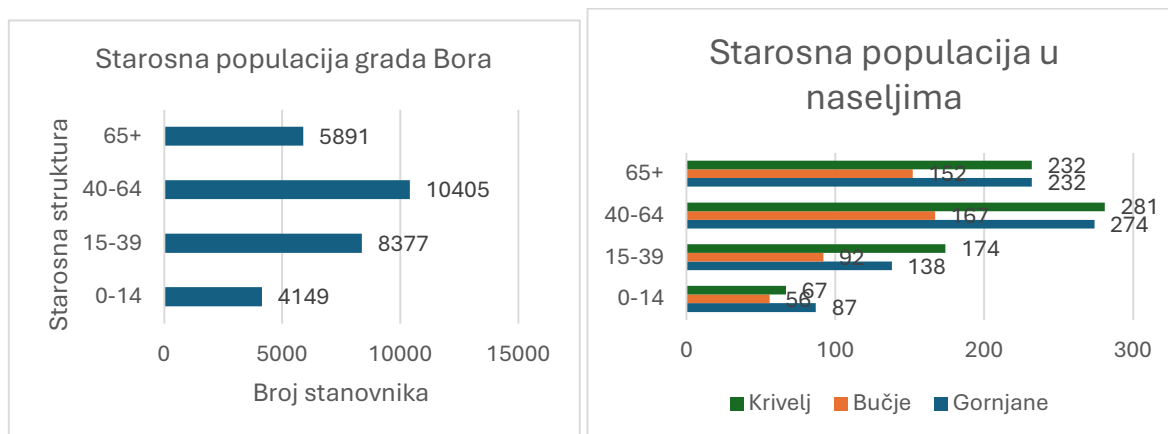 Starosna populacija grada Bora
Starosna struktura
65+ 5891
40-64 10405
15-39 8377
0-14 4149
0 5000 10000 15000
Broj stanovnika
Starosna populacija u
naseljima
65+ 232
152
232
40-64 281
167
274
15-39 174
92
138
0-14 67
56
87
0 100 200 300
Krivelj Bučje Gornjane